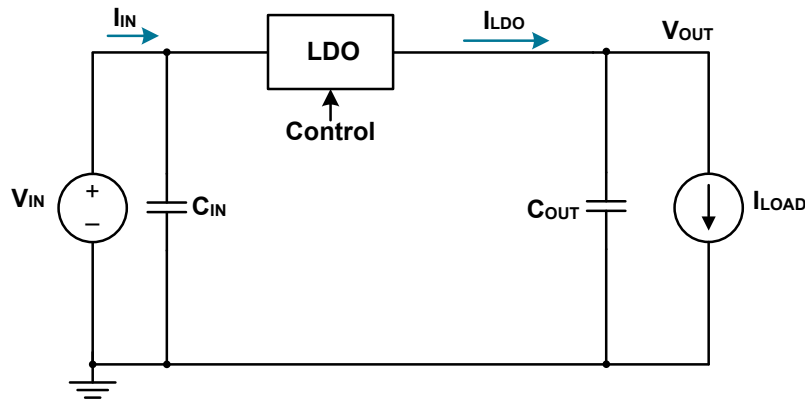 IIN
ILDO
VOUT
LDO
Control
VIN
+
–
CIN
COUT
ILOAD